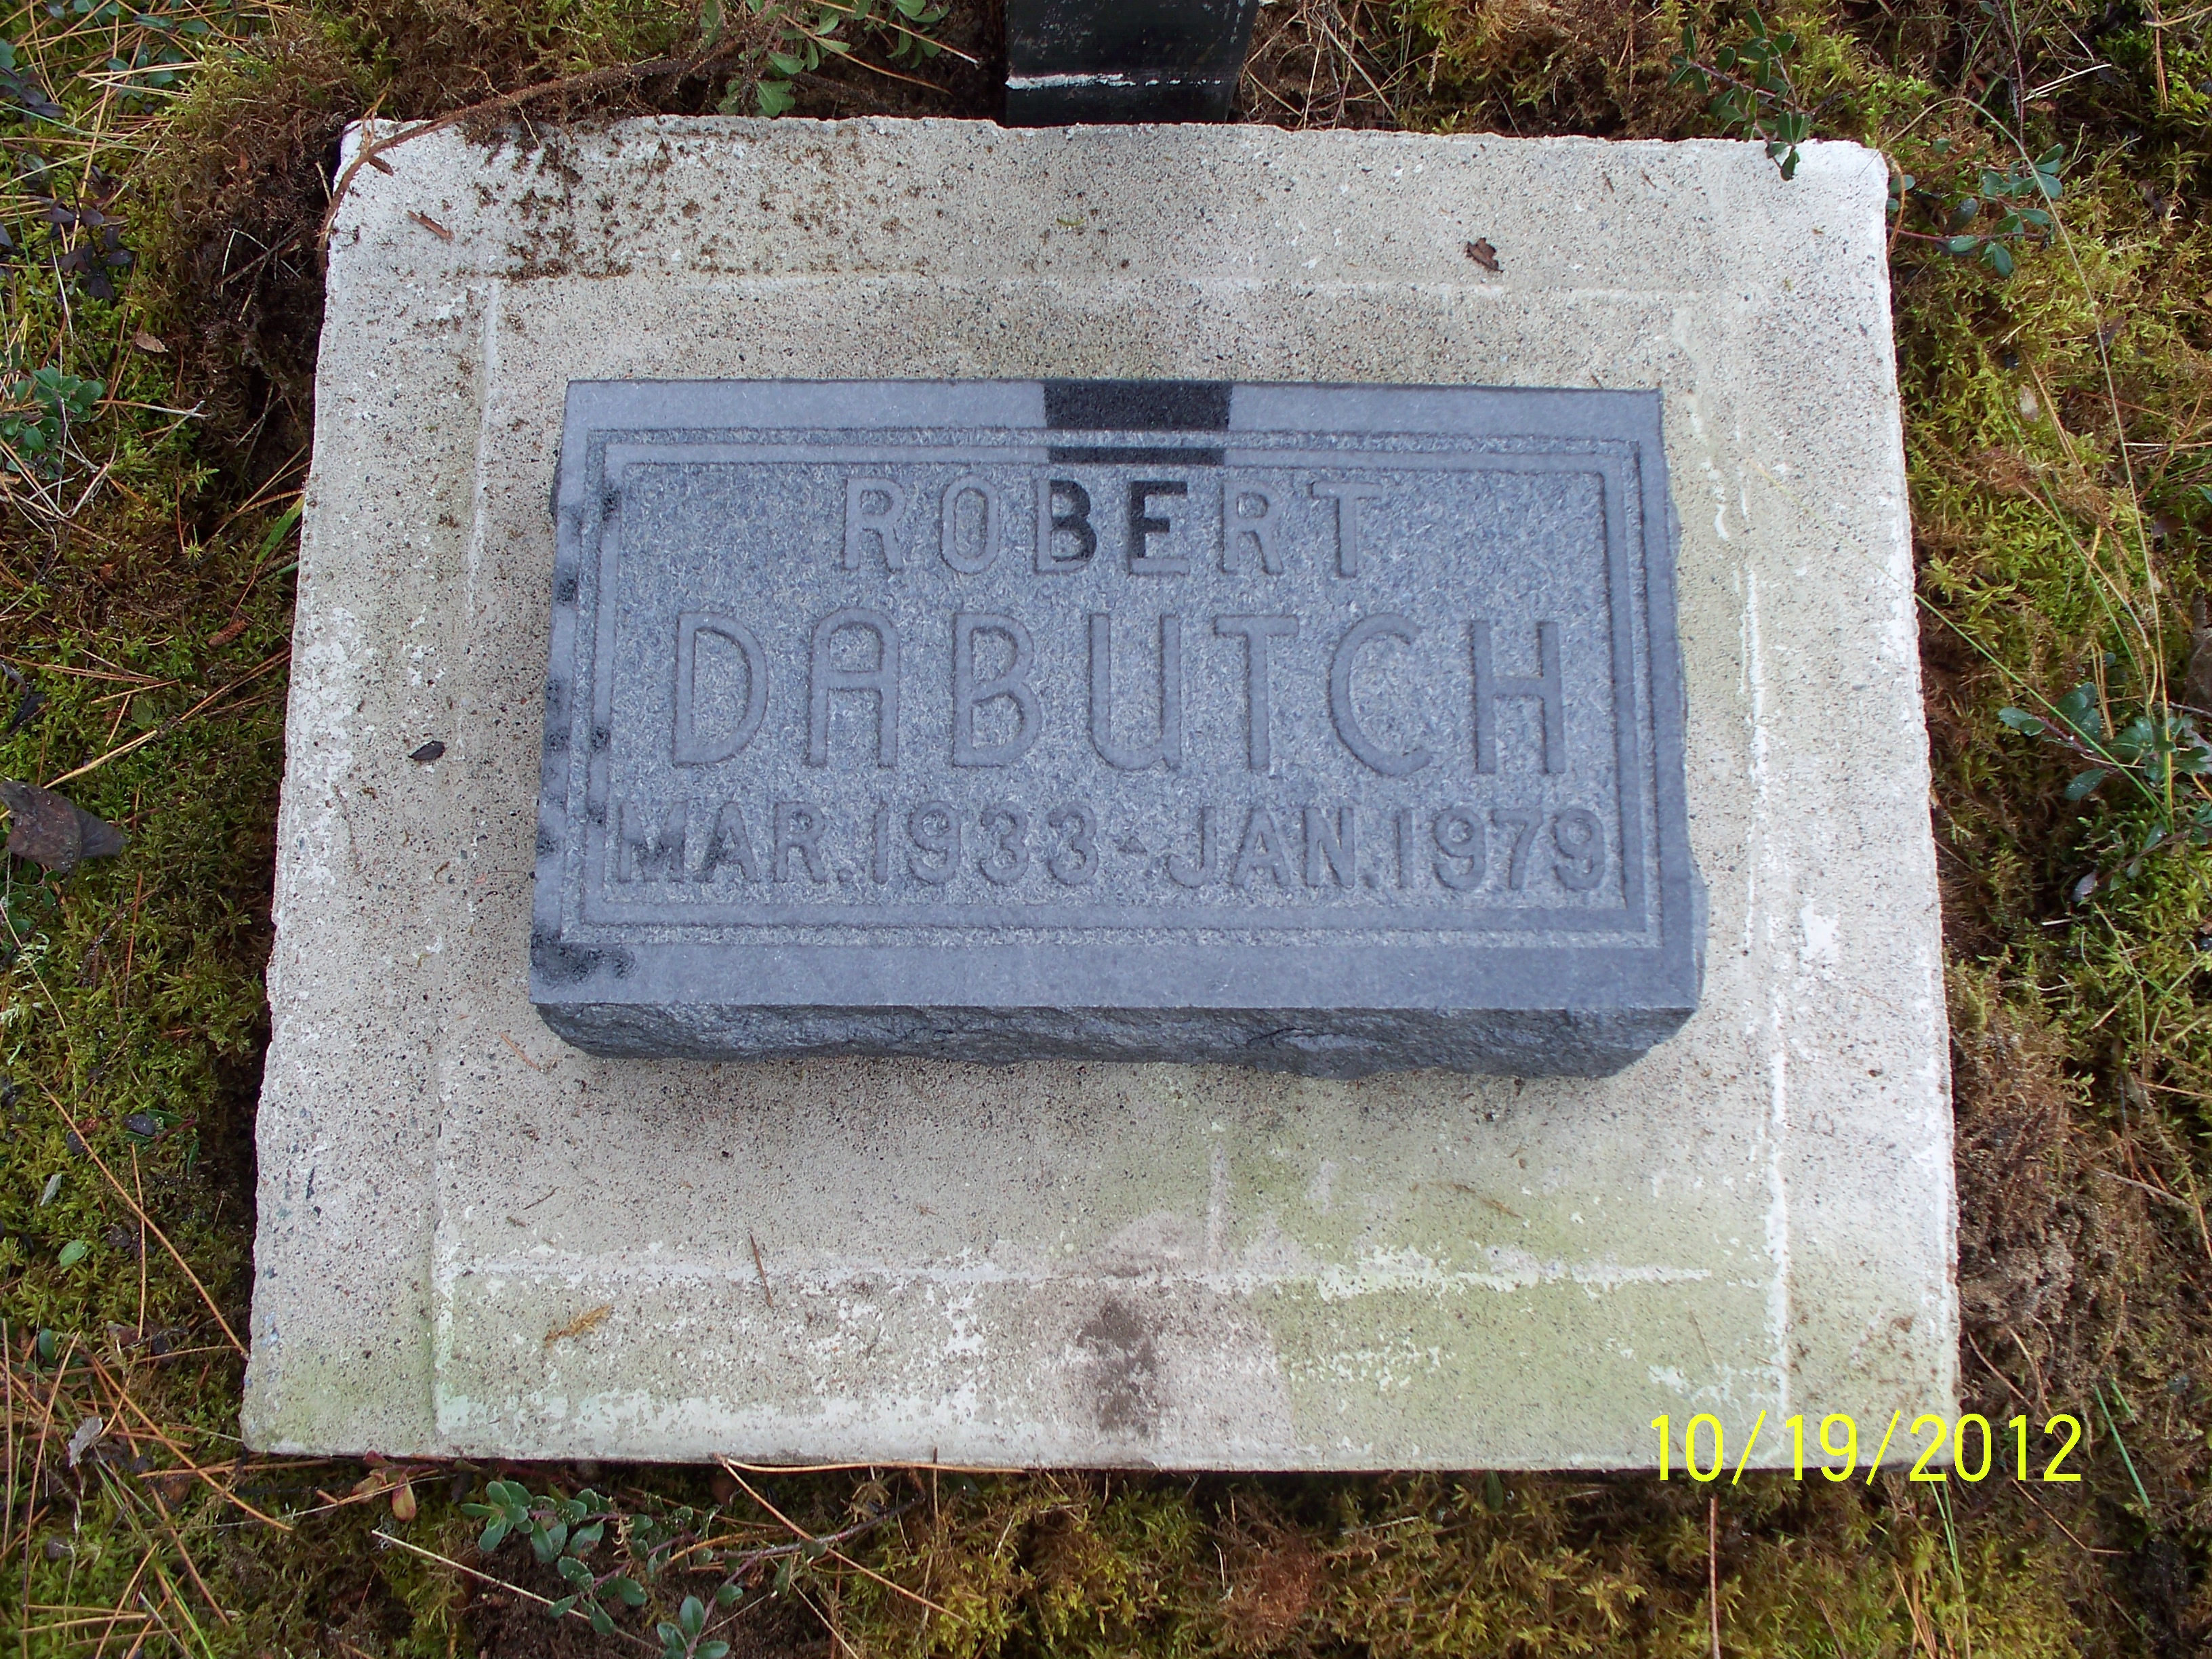 ROBERT
DABUTCH
MAR. 1933 - JAN. 1979
10/19/2012